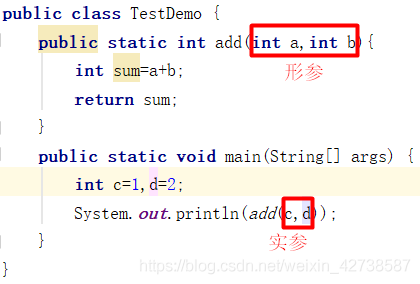 public class TestDemo {
public static int add(int a,int b){
形参
int sum=a+b;
return sum;
}
public static void main(String[] args) {
int c=1,d=2;
System.out.println(add(c,d));
实参
}
}
https://blog.csdn.net/weixin_42738587